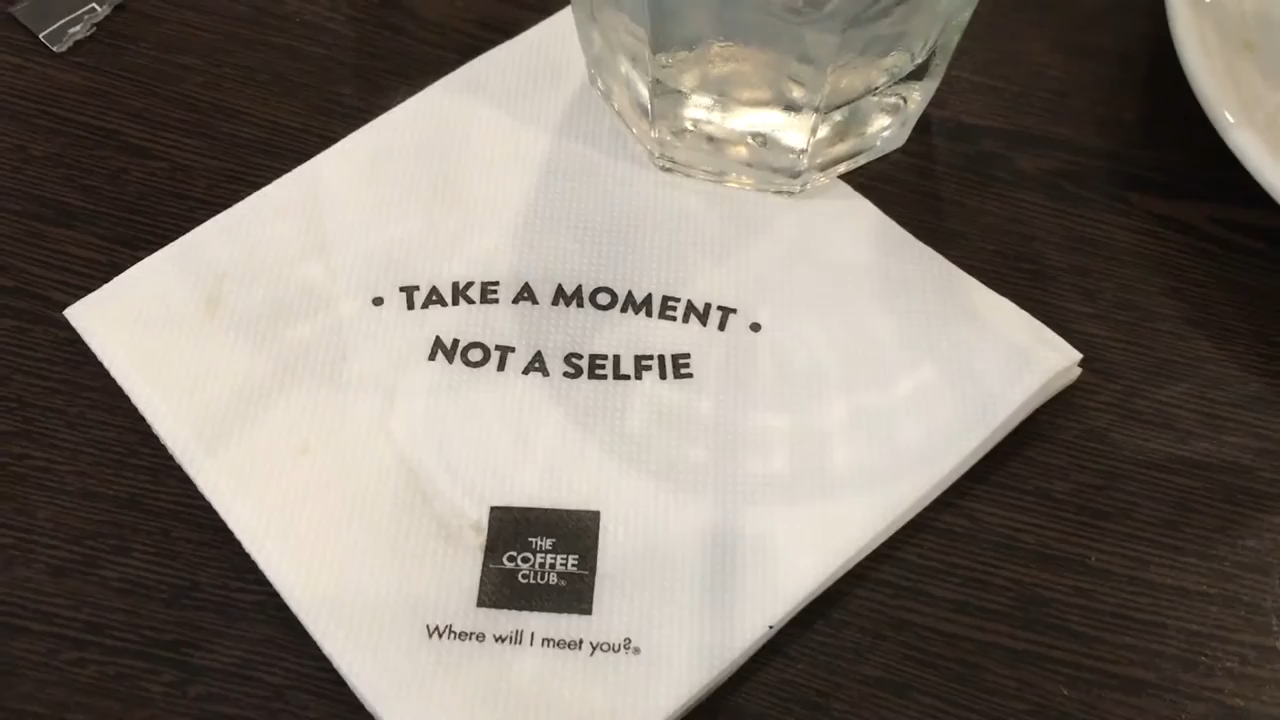 • TAKE A MOMENT •
NOT A SELFIE
THE
COFFEE
CLUB®
Where will I meet you?®